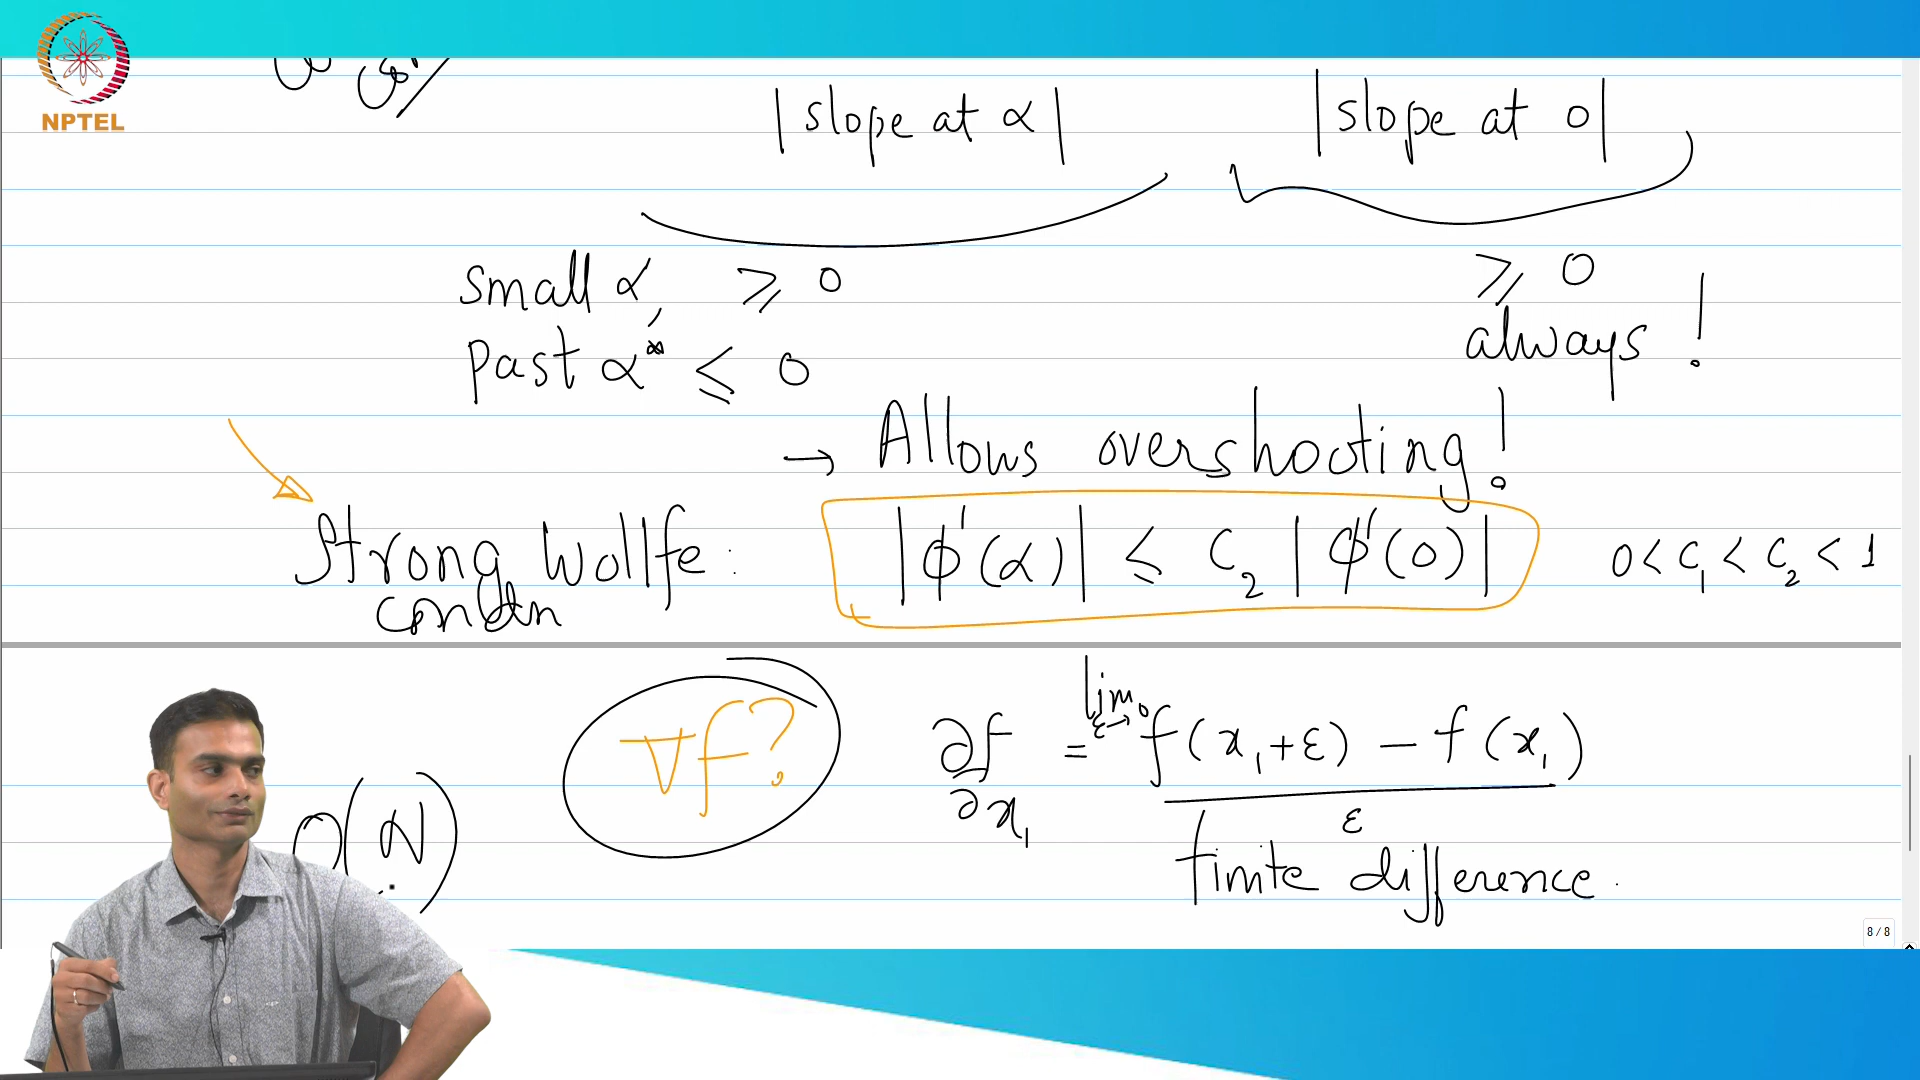 NPTEL
|slope at α| |slope at 0|
small α, ⩾ 0 ⩾ 0
past α* ⩽ 0 always!
→ Allows overshooting!
Strong Wollfe: |ϕ'(α)| ≤ C₂ |ϕ'(0)| 0 < C₁ < C₂ < 1
condn
∇f? ∂f/∂x₁ = lim ε→0 f(x₁+ε) − f(x₁) / ε
O(N)
finite difference.
8 / 8